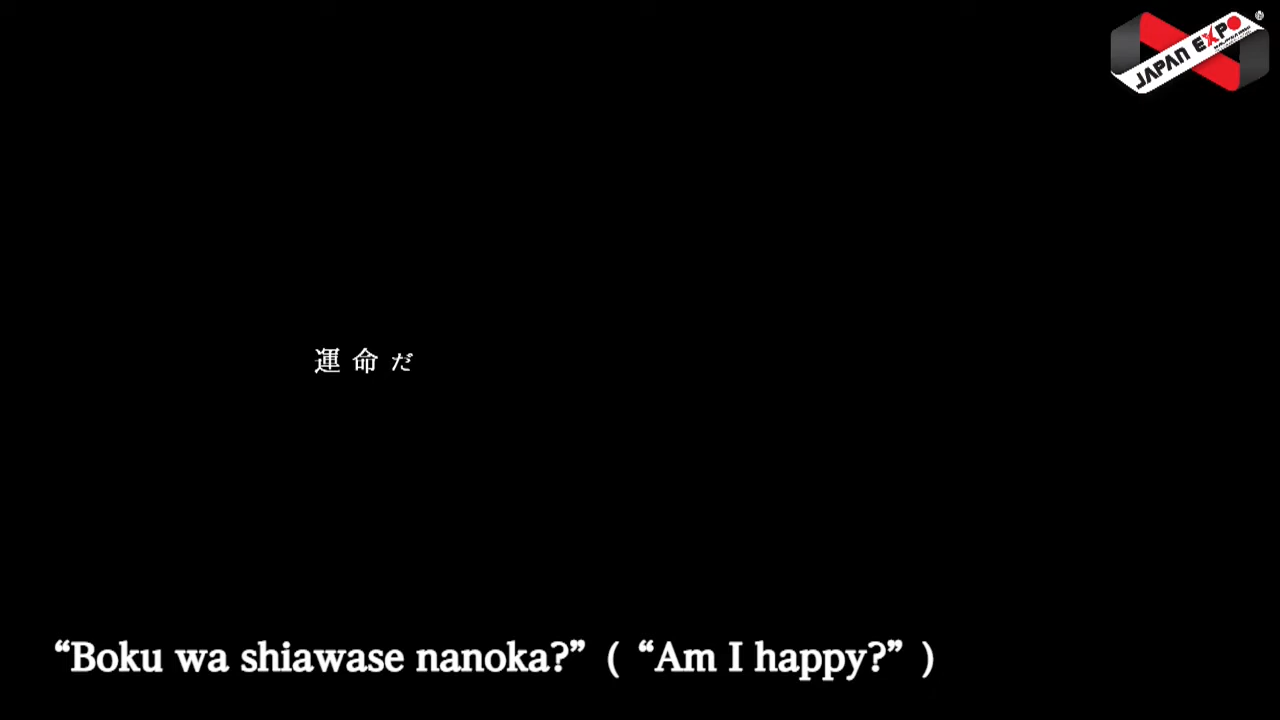 JAPAN EXPO
運命だ
“Boku wa shiawase nanoka?” ( “Am I happy?” )